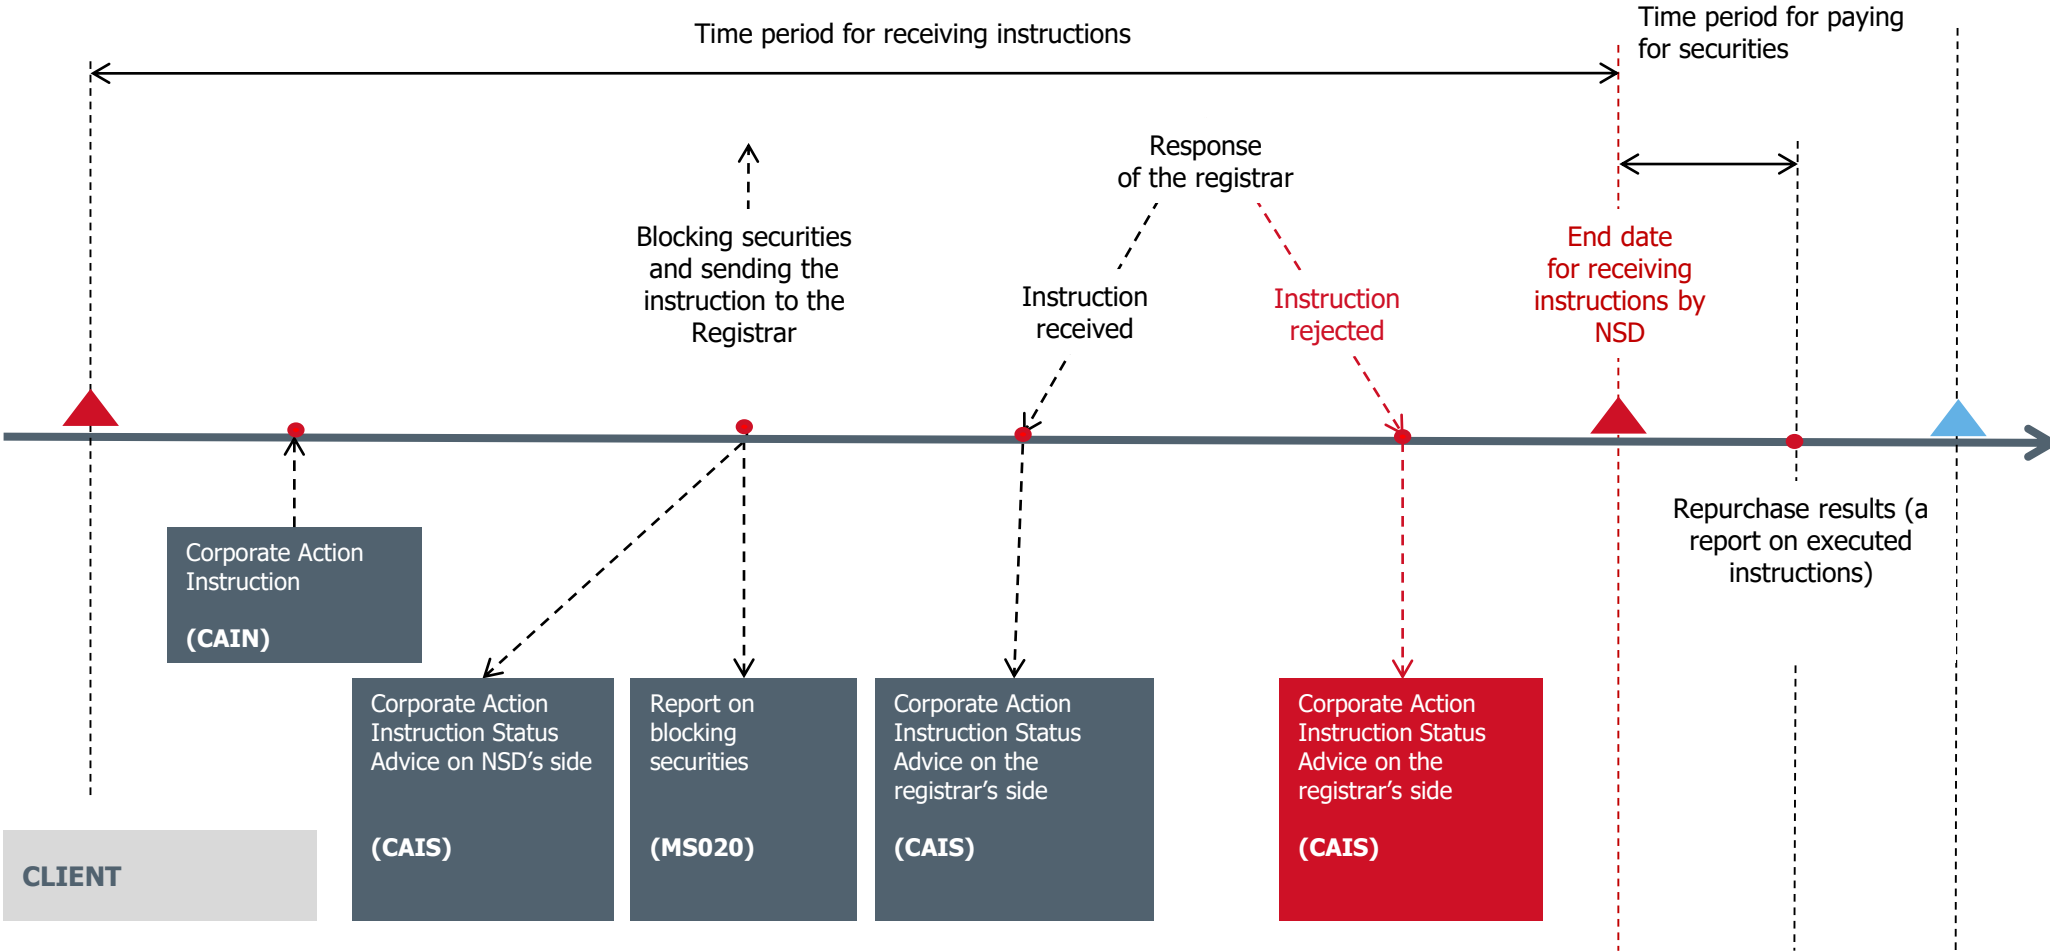 Time period for receiving instructions
Time period for paying
for securities
Response
of the registrar
Blocking securities
and sending the
instruction to the
Registrar
Instruction
received
Instruction
rejected
End date
for receiving
instructions by
NSD
Repurchase results (a
report on executed
instructions)
Corporate Action
Instruction
(CAIN)
Corporate Action
Instruction Status
Advice on NSD’s side
(CAIS)
Report on
blocking
securities
(MS020)
Corporate Action
Instruction Status
Advice on the
registrar’s side
(CAIS)
Corporate Action
Instruction Status
Advice on the
registrar’s side
(CAIS)
CLIENT